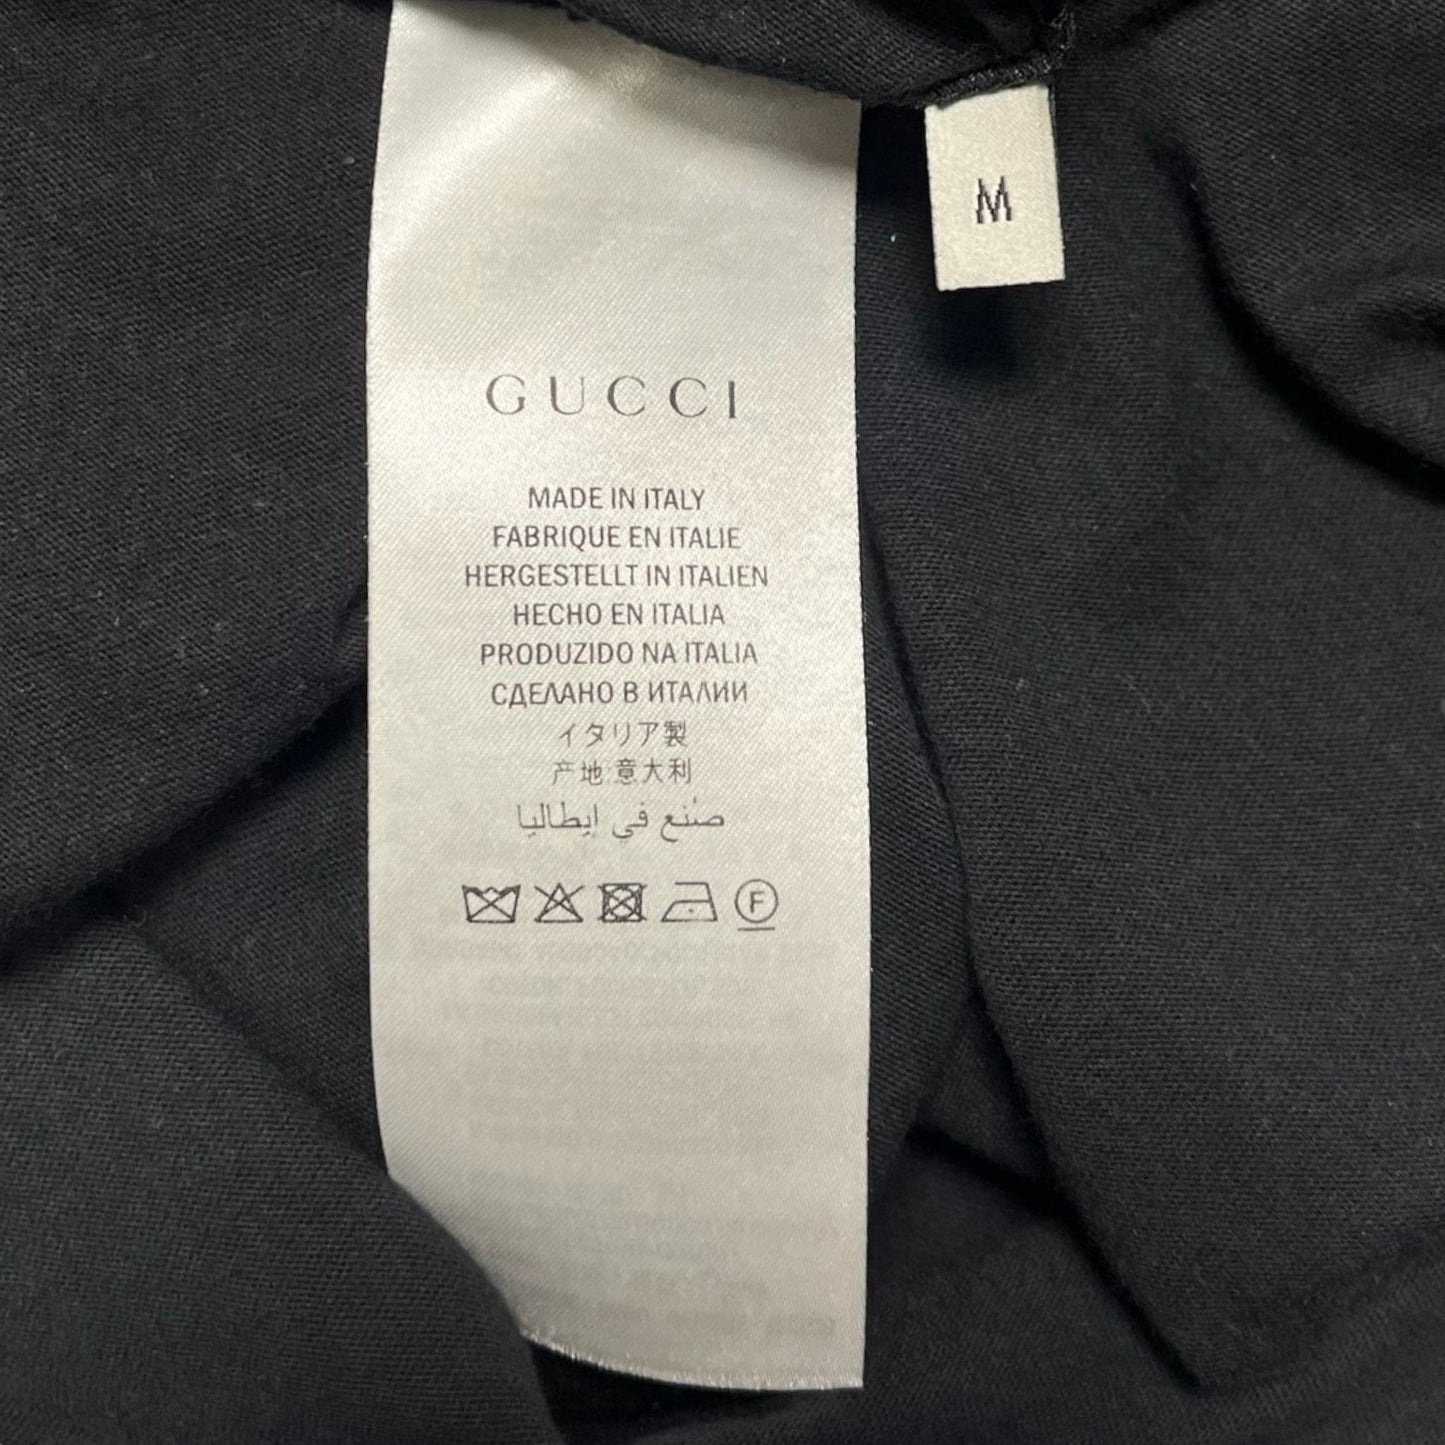 M
GUCCI
MADE IN ITALY
FABRIQUE EN ITALIE
HERGESTELLT IN ITALIEN
HECHO EN ITALIA
PRODUZIDO NA ITALIA
СДЕЛАНО В ИТАЛИИ
イタリア製
产地:意大利
صنع في إيطاليا
F